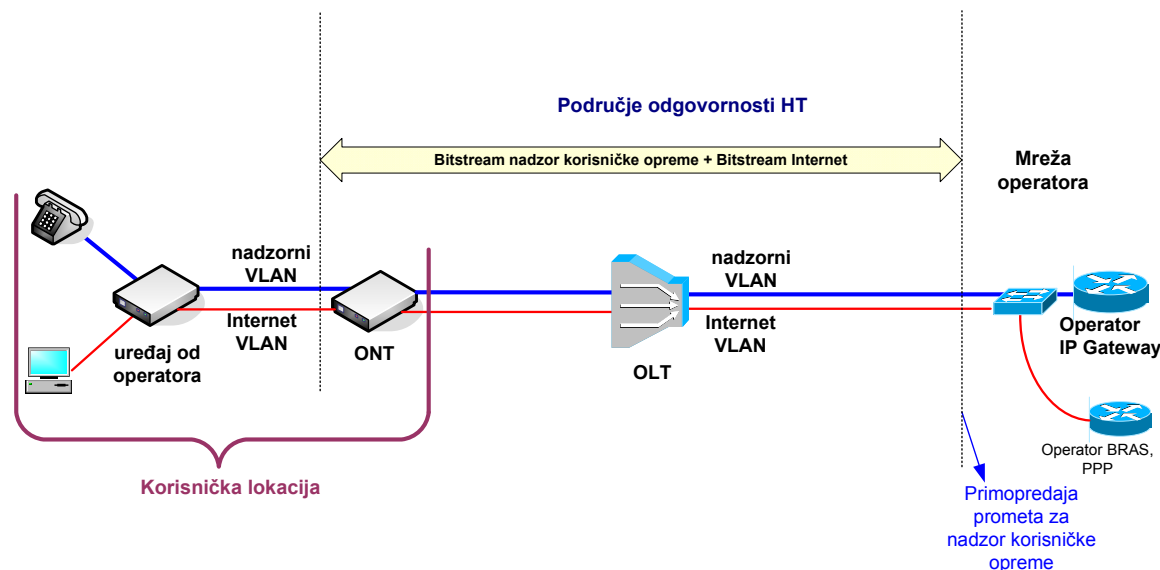 Područje odgovornosti HT
Bitstream nadzor korisničke opreme + Bitstream Internet
Mreža
operatora
nadzorni
VLAN
Internet
VLAN
uređaj od
operatora
ONT
OLT
nadzorni
VLAN
Internet
VLAN
Operator
IP Gateway
Operator BRAS,
PPP
Korisnička lokacija
Primopredaja
prometa za
nadzor korisničke
opreme